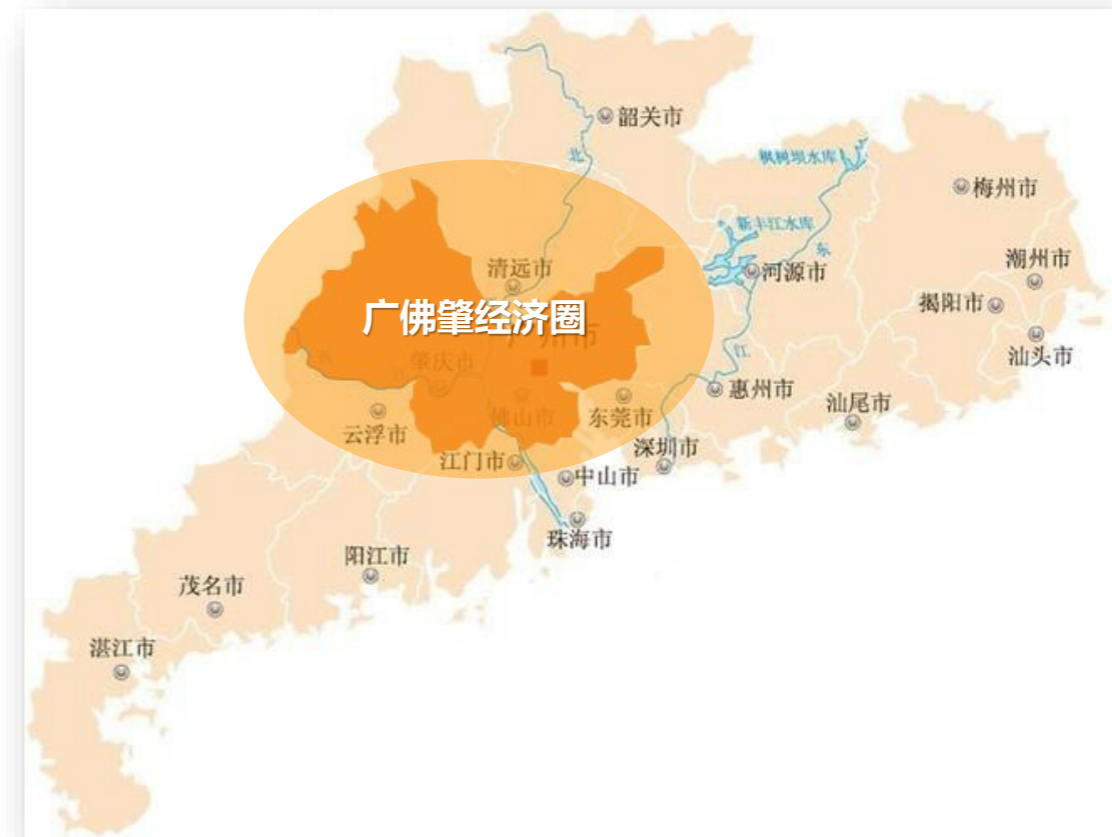 韶关市
北
枫树坝水库
梅州市
新丰江水库
东
清远市
河源市
潮州市
揭阳市
广佛肇经济圈
广州市
汕头市
江
肇庆市
惠州市
佛山市
东莞市
汕尾市
云浮市
深圳市
江门市
中山市
珠海市
阳江市
茂名市
湛江市